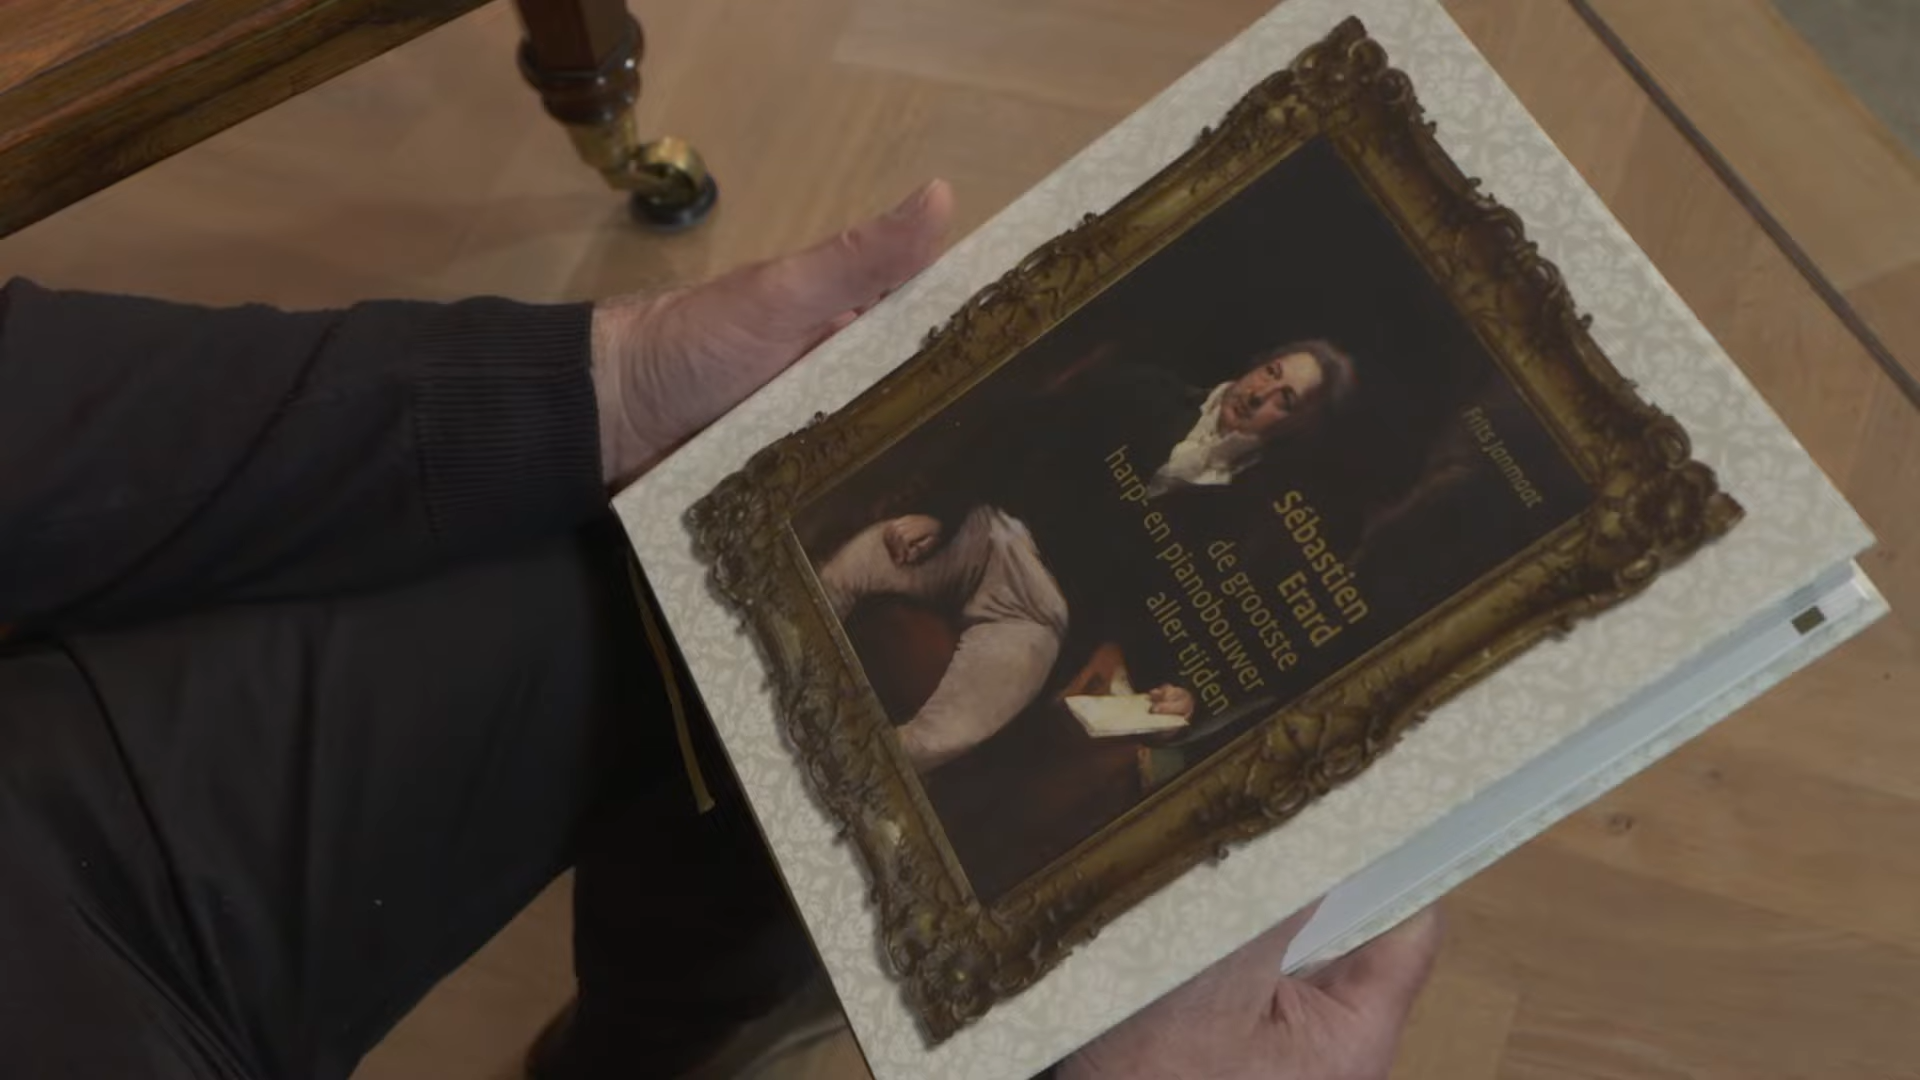 Frits Janmaat
Sébastien
Erard
de grootste
harp- en pianobouwer
aller tijden